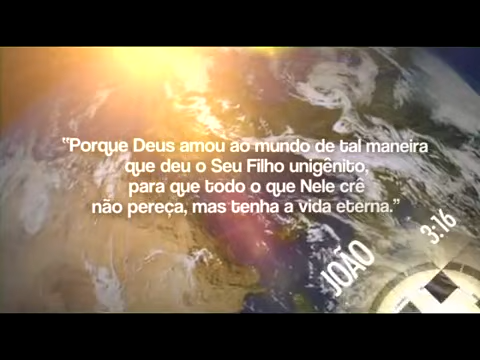 "Porque Deus amou ao mundo de tal maneira
que deu o Seu Filho unigênito,
para que todo o que Nele crê
não pereça, mas tenha a vida eterna."
JOÃO
3:16